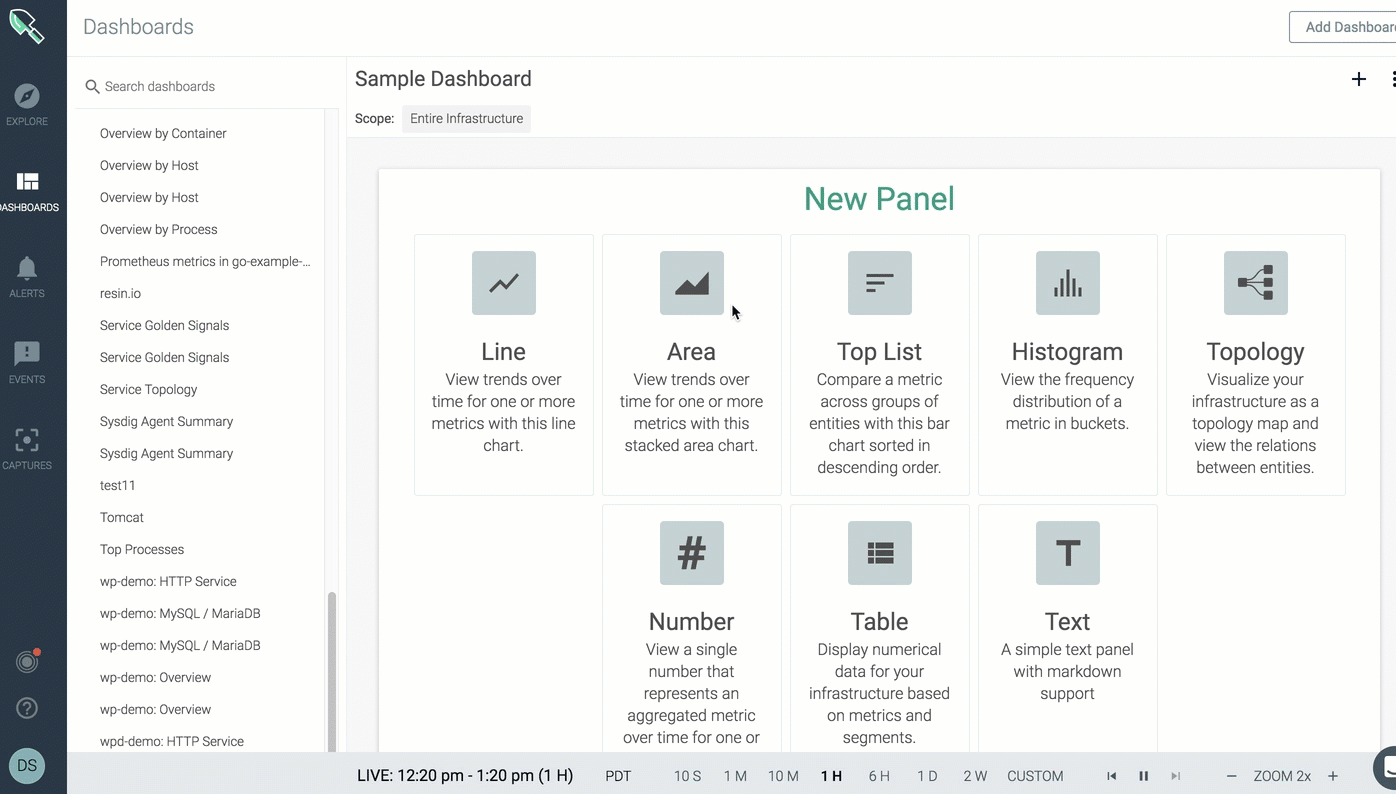 Dashboards
Add Dashboar
EXPLORE
DASHBOARDS
ALERTS
EVENTS
CAPTURES
DS
Search dashboards
Overview by Container
Overview by Host
Overview by Host
Overview by Process
Prometheus metrics in go-example-...
resin.io
Service Golden Signals
Service Golden Signals
Service Topology
Sysdig Agent Summary
Sysdig Agent Summary
test11
Tomcat
Top Processes
wp-demo: HTTP Service
wp-demo: MySQL / MariaDB
wp-demo: MySQL / MariaDB
wp-demo: Overview
wp-demo: Overview
wpd-demo: HTTP Service
Sample Dashboard
Scope: Entire Infrastructure
New Panel
Line
View trends over
time for one or more
metrics with this line
chart.
Area
View trends over
time for one or more
metrics with this
stacked area chart.
Top List
Compare a metric
across groups of
entities with this bar
chart sorted in
descending order.
Histogram
View the frequency
distribution of a
metric in buckets.
Topology
Visualize your
infrastructure as a
topology map and
view the relations
between entities.
#
Number
View a single
number that
represents an
aggregated metric
over time for one or
Table
Display numerical
data for your
infrastructure based
on metrics and
segments.
T
Text
A simple text panel
with markdown
support
LIVE: 12:20 pm - 1:20 pm (1 H) PDT 10 S 1 M 10 M 1 H 6 H 1 D 2 W CUSTOM ZOOM 2x